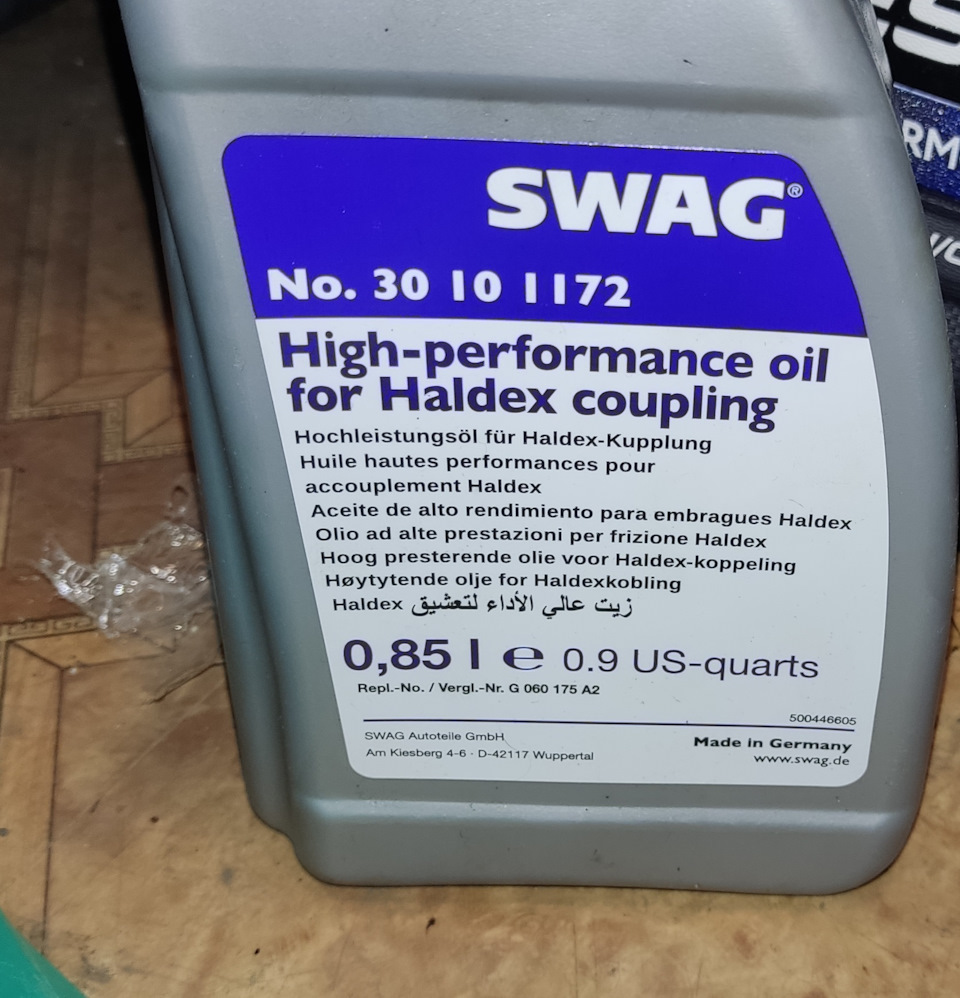 SWAG®
No. 30 10 1172
High-performance oil
for Haldex coupling
Hochleistungsöl für Haldex-Kupplung
Huile hautes performances pour
accouplement Haldex
Aceite de alto rendimiento para embragues Haldex
Olio ad alte prestazioni per frizione Haldex
Hoog presterende olie voor Haldex-koppeling
Høytytende olje for Haldexkobling
زيت عالي الأداء لتعشيق Haldex
0,85 l ℮ 0.9 US-quarts
Repl.-No. / Vergl.-Nr. G 060 175 A2
500446605
SWAG Autoteile GmbH
Am Kiesberg 4-6 · D-42117 Wuppertal
Made in Germany
www.swag.de